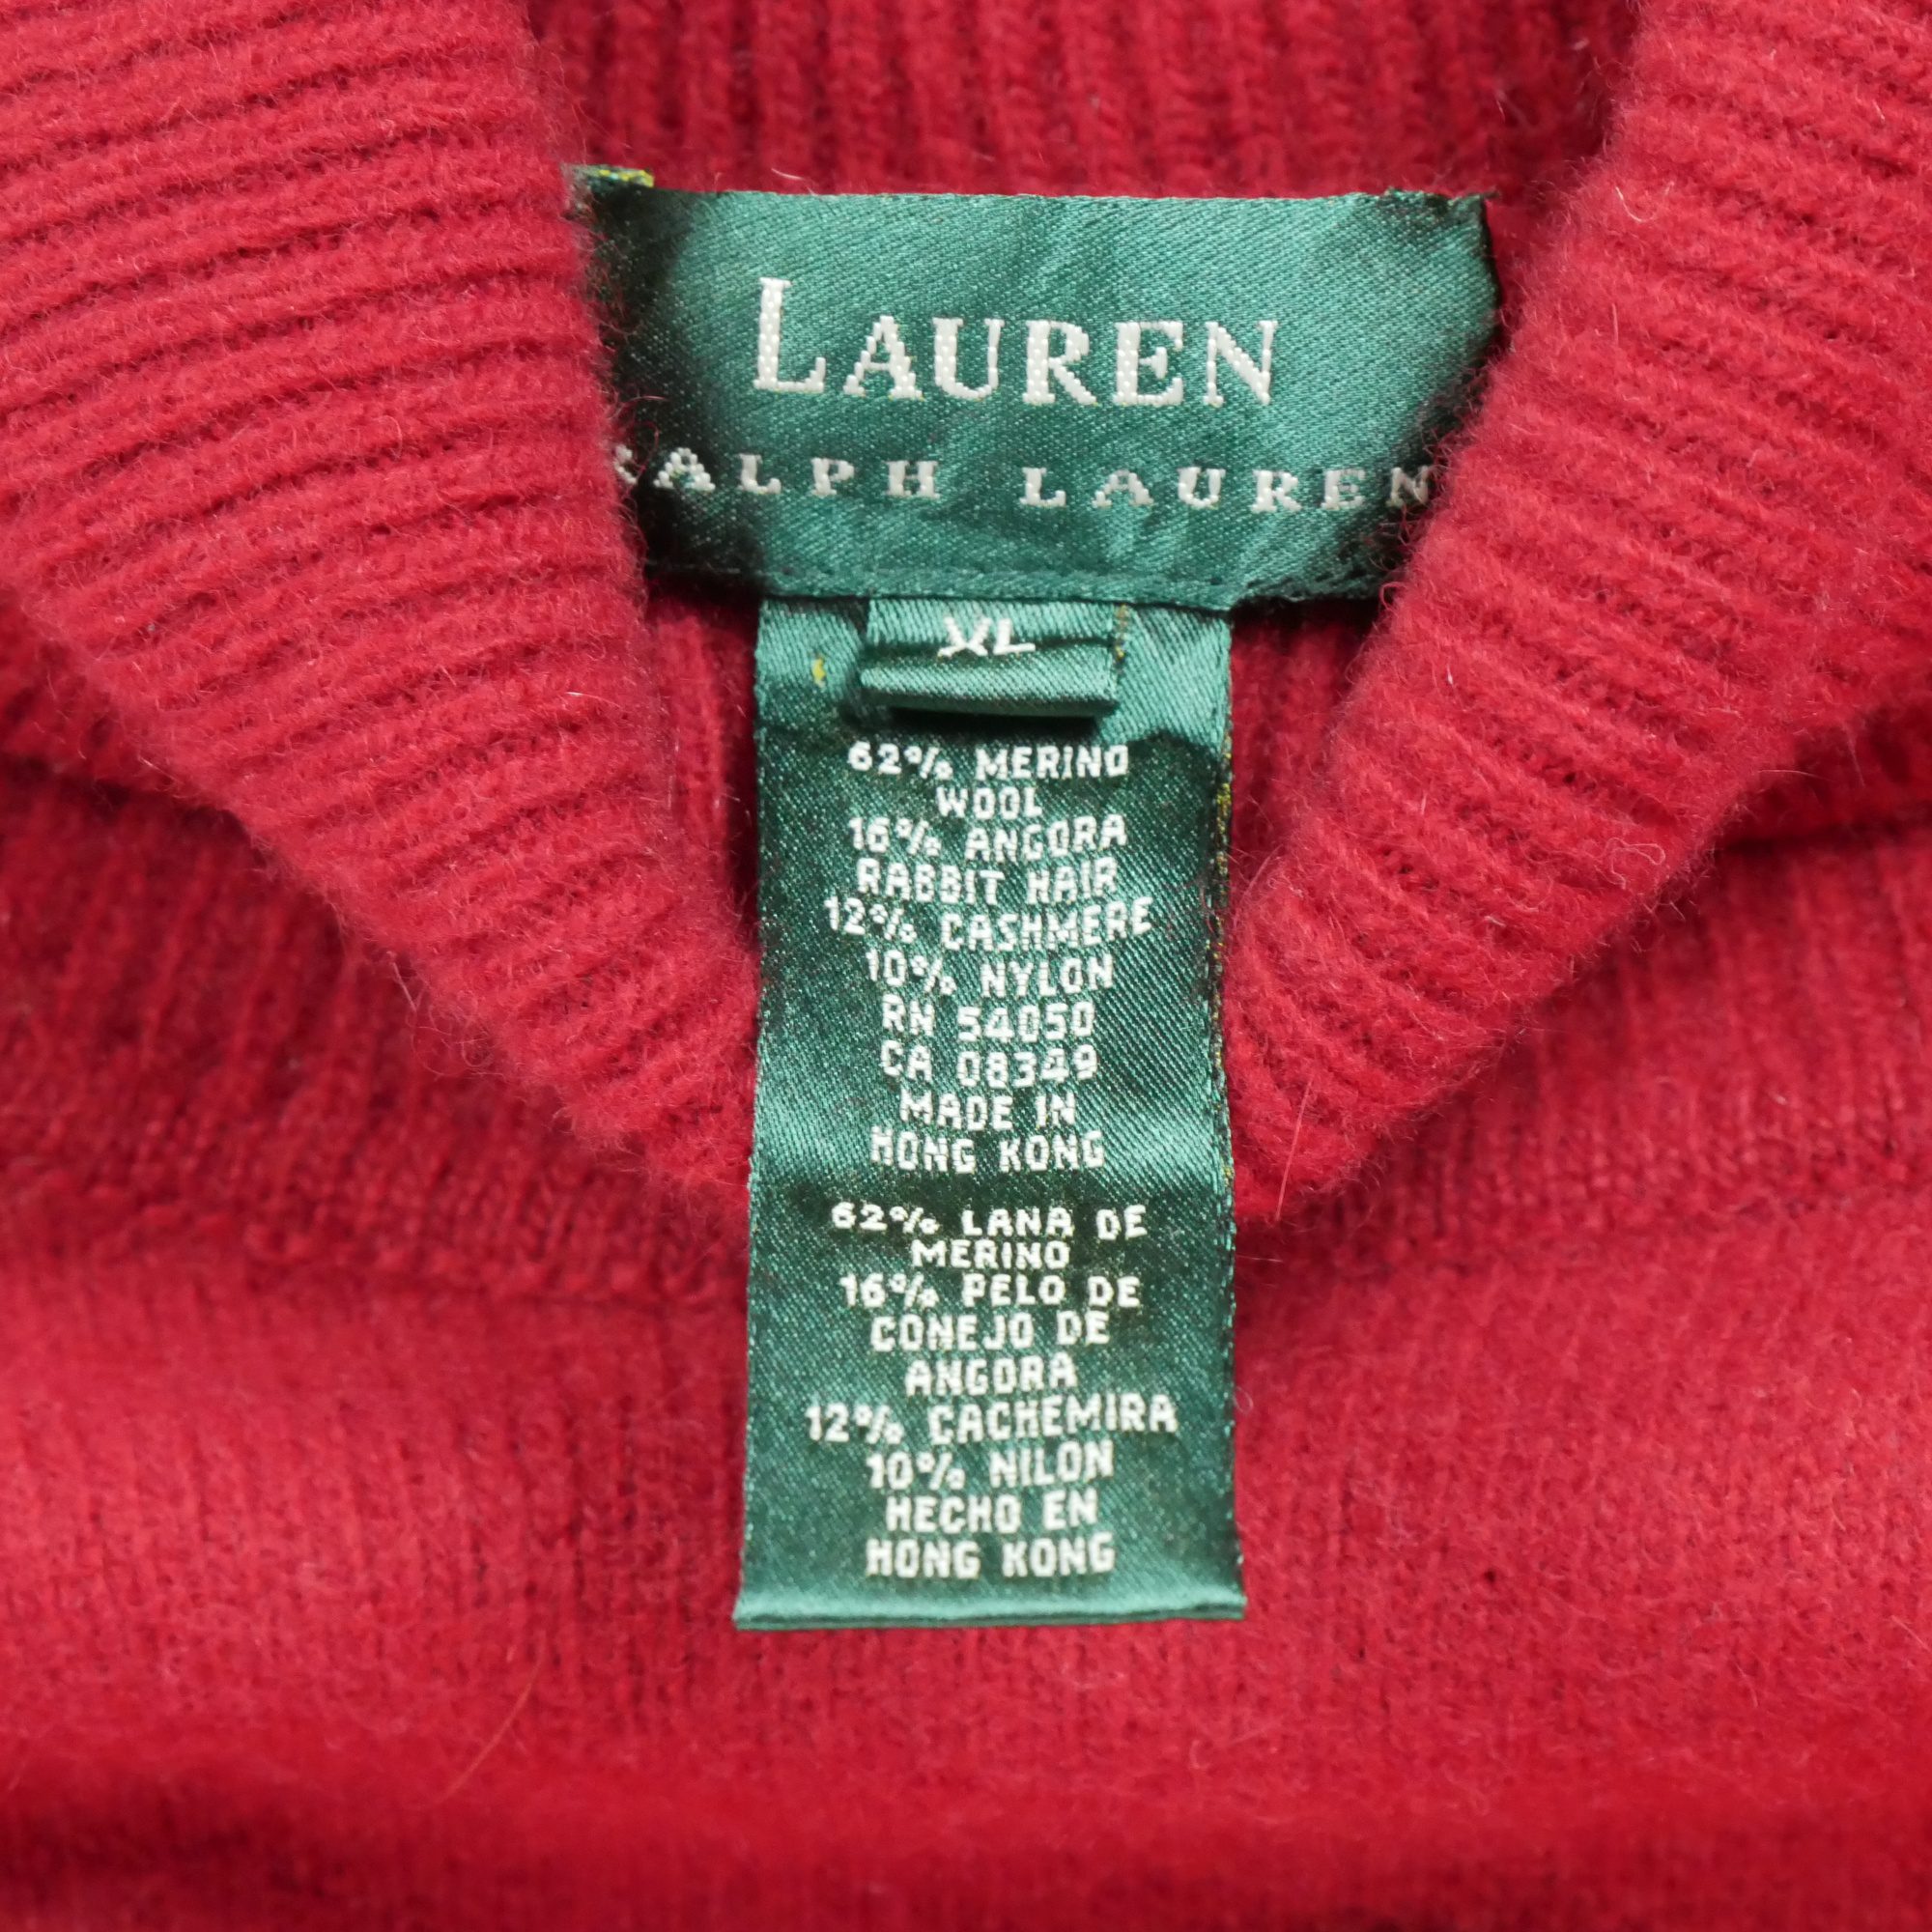 LAUREN
RALPH LAUREN
XL
62% MERINO
WOOL
16% ANGORA
RABBIT HAIR
12% CASHMERE
10% NYLON
RN 54050
CA 08349
MADE IN
HONG KONG
62% LANA DE
MERINO
16% PELO DE
CONEJO DE
ANGORA
12% CACHEMIRA
10% NILON
HECHO EN
HONG KONG